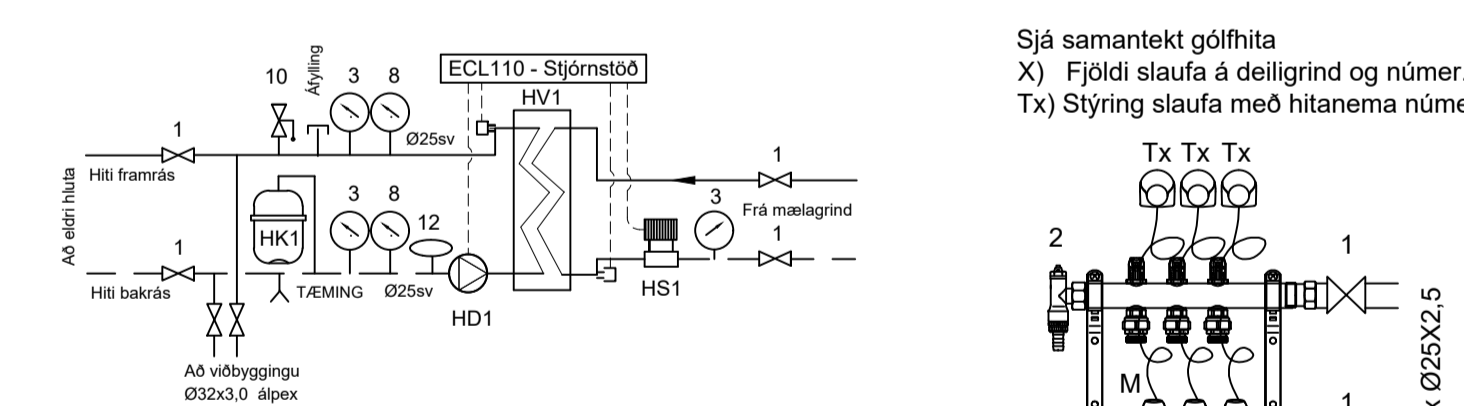 ECL110 - Stjórnstöð
HV1
10
Áfylling
3
8
Ø25sv
1
Hiti framrás
Að eldri hluta
HK1
3
8
12
1
Hiti bakrás
TÆMING
Ø25sv
HD1
1
3
Frá mælagrind
1
HS1
Að viðbyggingu
Ø32x3,0 álpex
Sjá samantekt gólfhita
X) Fjöldi slaufa á deiligrind og númer.
Tx) Stýring slaufa með hitanema
Tx Tx Tx
2
1
M
1
Ø25X2,5